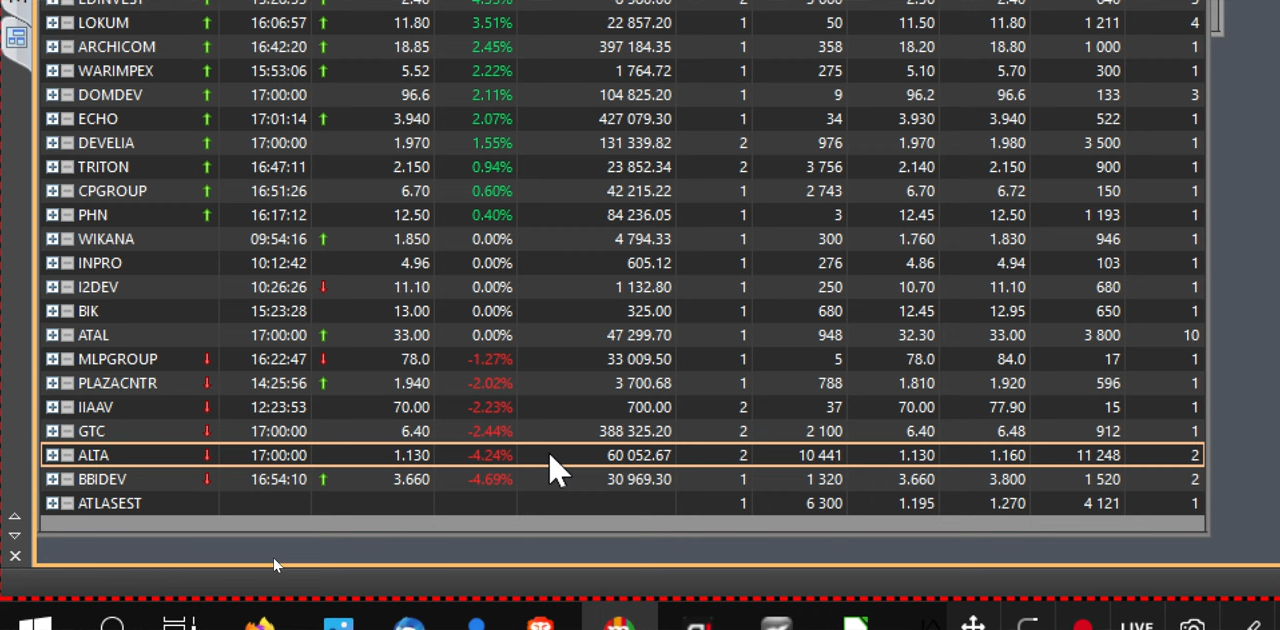 LOKUM 16:06:57 11.80 3.51% 22 857.20 1 50 11.50 11.80 1 211 4
ARCHICOM 16:42:20 18.85 2.45% 397 184.35 1 358 18.20 18.80 1 000 1
WARIMPEX 15:53:06 5.52 2.22% 1 764.72 1 275 5.10 5.70 300 1
DOMDEV 17:00:00 96.6 2.11% 104 825.20 1 9 96.2 96.6 133 3
ECHO 17:01:14 3.940 2.07% 427 079.30 1 34 3.930 3.940 522 1
DEVELIA 17:00:00 1.970 1.55% 131 339.82 2 976 1.970 1.980 3 500 1
TRITON 16:47:11 2.150 0.94% 23 852.34 2 3 756 2.140 2.150 900 1
CPGROUP 16:51:26 6.70 0.60% 42 215.22 1 2 743 6.70 6.72 150 1
PHN 16:17:12 12.50 0.40% 84 236.05 1 3 12.45 12.50 1 193 1
WIKANA 09:54:16 1.850 0.00% 4 794.33 1 300 1.760 1.830 946 1
INPRO 10:12:42 4.96 0.00% 605.12 1 276 4.86 4.94 103 1
I2DEV 10:26:26 11.10 0.00% 1 132.80 1 250 10.70 11.10 680 1
BIK 15:23:28 13.00 0.00% 325.00 1 680 12.45 12.95 650 1
ATAL 17:00:00 33.00 0.00% 47 299.70 1 948 32.30 33.00 3 800 10
MLPGROUP 16:22:47 78.0 -1.27% 33 009.50 1 5 78.0 84.0 17 1
PLAZACNTR 14:25:56 1.940 -2.02% 3 700.68 1 788 1.810 1.920 596 1
IIAAV 12:23:53 70.00 -2.23% 700.00 2 37 70.00 77.90 15 1
GTC 17:00:00 6.40 -2.44% 388 325.20 2 2 100 6.40 6.48 912 1
ALTA 17:00:00 1.130 -4.24% 60 052.67 2 10 441 1.130 1.160 11 248 2
BBIDEV 16:54:10 3.660 -4.69% 30 969.30 1 1 320 3.660 3.800 1 520 2
ATLASEST 1 6 300 1.195 1.270 4 121 1
LIVE